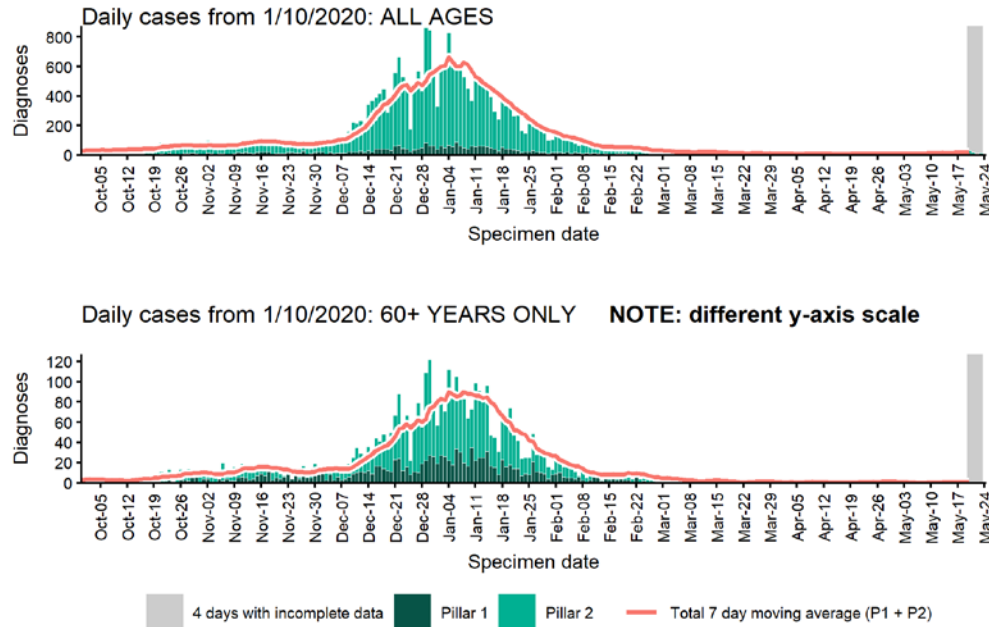 Daily cases from 1/10/2020: ALL AGES
Diagnoses
800
600
400
200
0
Oct-05
Oct-12
Oct-19
Oct-26
Nov-02
Nov-09
Nov-16
Nov-23
Nov-30
Dec-07
Dec-14
Dec-21
Dec-28
Jan-04
Jan-11
Jan-18
Jan-25
Feb-01
Feb-08
Feb-15
Feb-22
Mar-01
Mar-08
Mar-15
Mar-22
Mar-29
Apr-05
Apr-12
Apr-19
Apr-26
May-03
May-10
May-17
May-24
Specimen date
Daily cases from 1/10/2020: 60+ YEARS ONLY NOTE: different y-axis scale
Diagnoses
120
100
80
60
40
20
0
Oct-05
Oct-12
Oct-19
Oct-26
Nov-02
Nov-09
Nov-16
Nov-23
Nov-30
Dec-07
Dec-14
Dec-21
Dec-28
Jan-04
Jan-11
Jan-18
Jan-25
Feb-01
Feb-08
Feb-15
Feb-22
Mar-01
Mar-08
Mar-15
Mar-22
Mar-29
Apr-05
Apr-12
Apr-19
Apr-26
May-03
May-10
May-17
May-24
Specimen date
4 days with incomplete data Pillar 1 Pillar 2 Total 7 day moving average (P1 + P2)